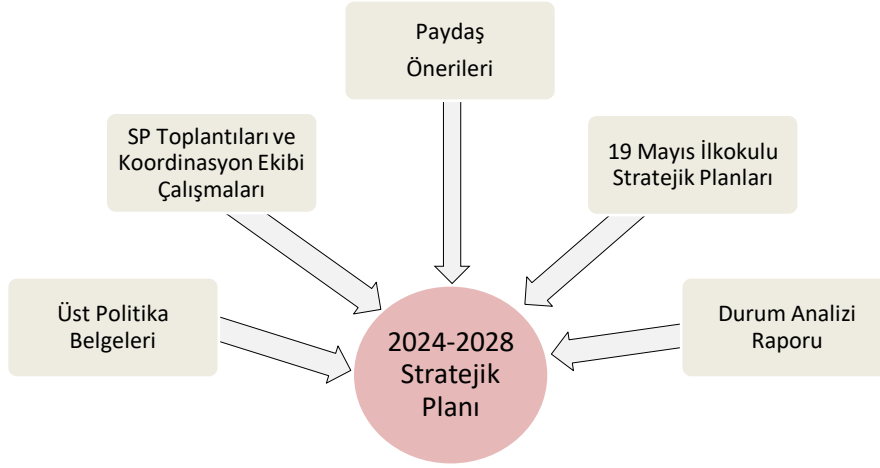 Paydaş
Önerileri
SP Toplantıları ve
Koordinasyon Ekibi
Çalışmaları
19 Mayıs İlkokulu
Stratejik Planları
Üst Politika
Belgeleri
Durum Analizi
Raporu
2024-2028
Stratejik
Planı